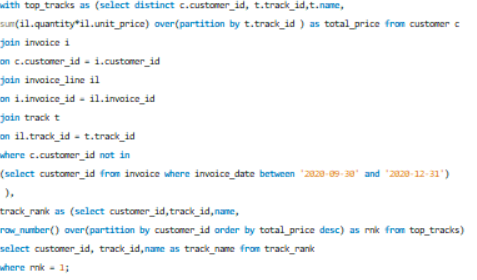 with top_tracks as (select distinct c.customer_id, t.track_id,t.name,
sum(il.quantity*il.unit_price) over(partition by t.track_id ) as total_price from customer c
join invoice i
on c.customer_id = i.customer_id
join invoice_line il
on i.invoice_id = il.invoice_id
join track t
on il.track_id = t.track_id
where c.customer_id not in
(select customer_id from invoice where invoice_date between '2020-09-30' and '2020-12-31')
),
track_rank as (select customer_id,track_id,name,
row_number() over(partition by customer_id order by total_price desc) as rnk from top_tracks)
select customer_id, track_id,name as track_name from track_rank
where rnk = 1;